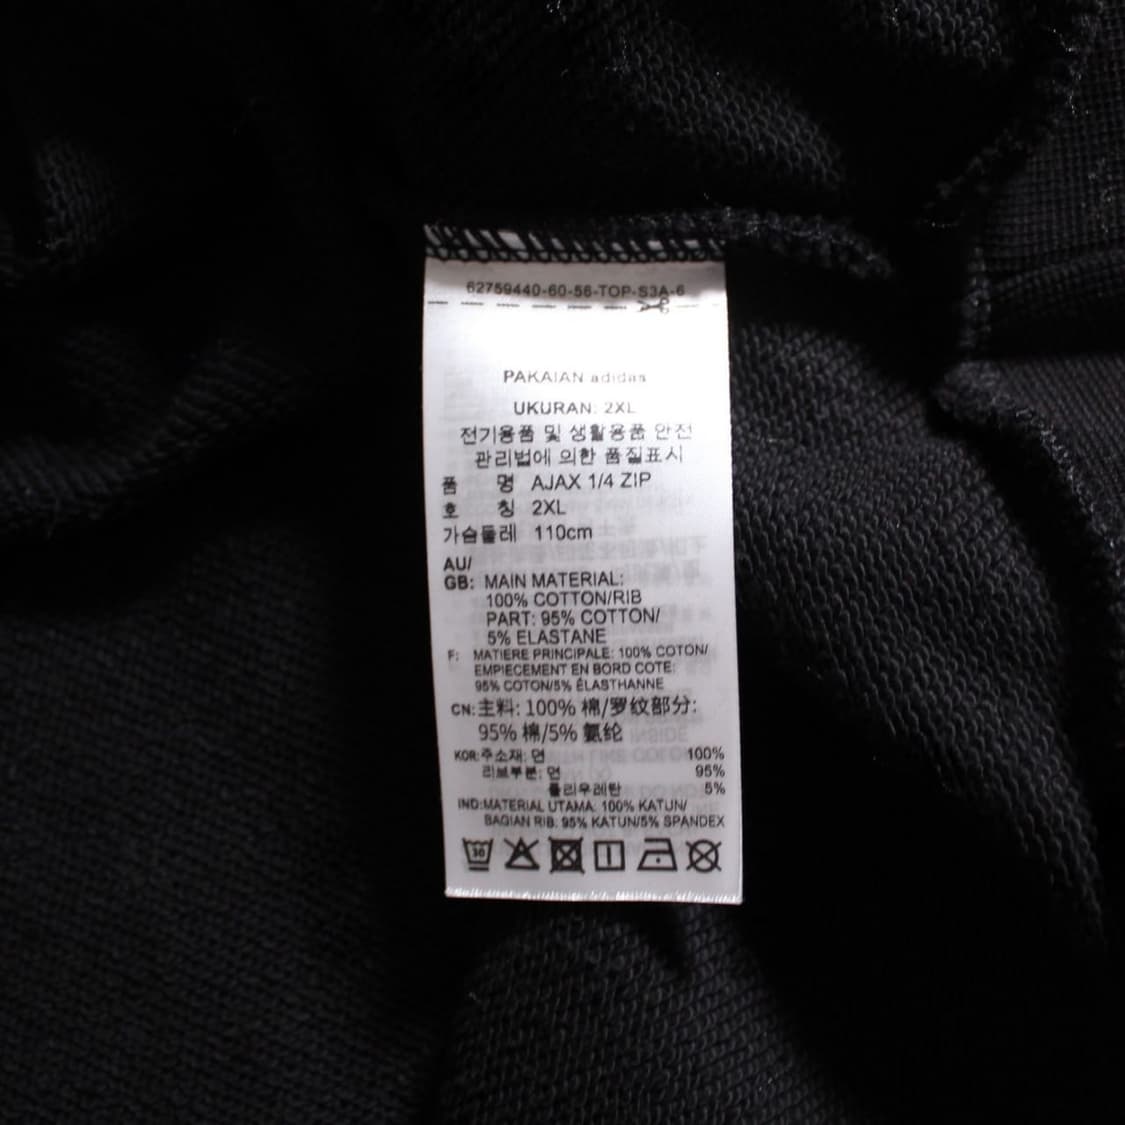 62759440-60-56-TOP-S3A-6
PAKAIAN adidas
UKURAN: 2XL
전기용품 및 생활용품 안전
관리법에 의한 품질표시
품 명 AJAX 1/4 ZIP
호 칭 2XL
가슴둘레 110cm
AU/
GB: MAIN MATERIAL:
100% COTTON/RIB
PART: 95% COTTON/
5% ELASTANE
F: MATIERE PRINCIPALE: 100% COTON/
EMPIECEMENT EN BORD COTE:
95% COTON/5% ÉLASTHANNE
CN: 主料: 100% 棉/罗纹部分:
95% 棉/5% 氨纶
KOR: 주소재: 면 100%
리브부분: 면 95%
폴리우레탄 5%
IND: MATERIAL UTAMA: 100% KATUN/
BAGIAN RIB: 95% KATUN/5% SPANDEX
30